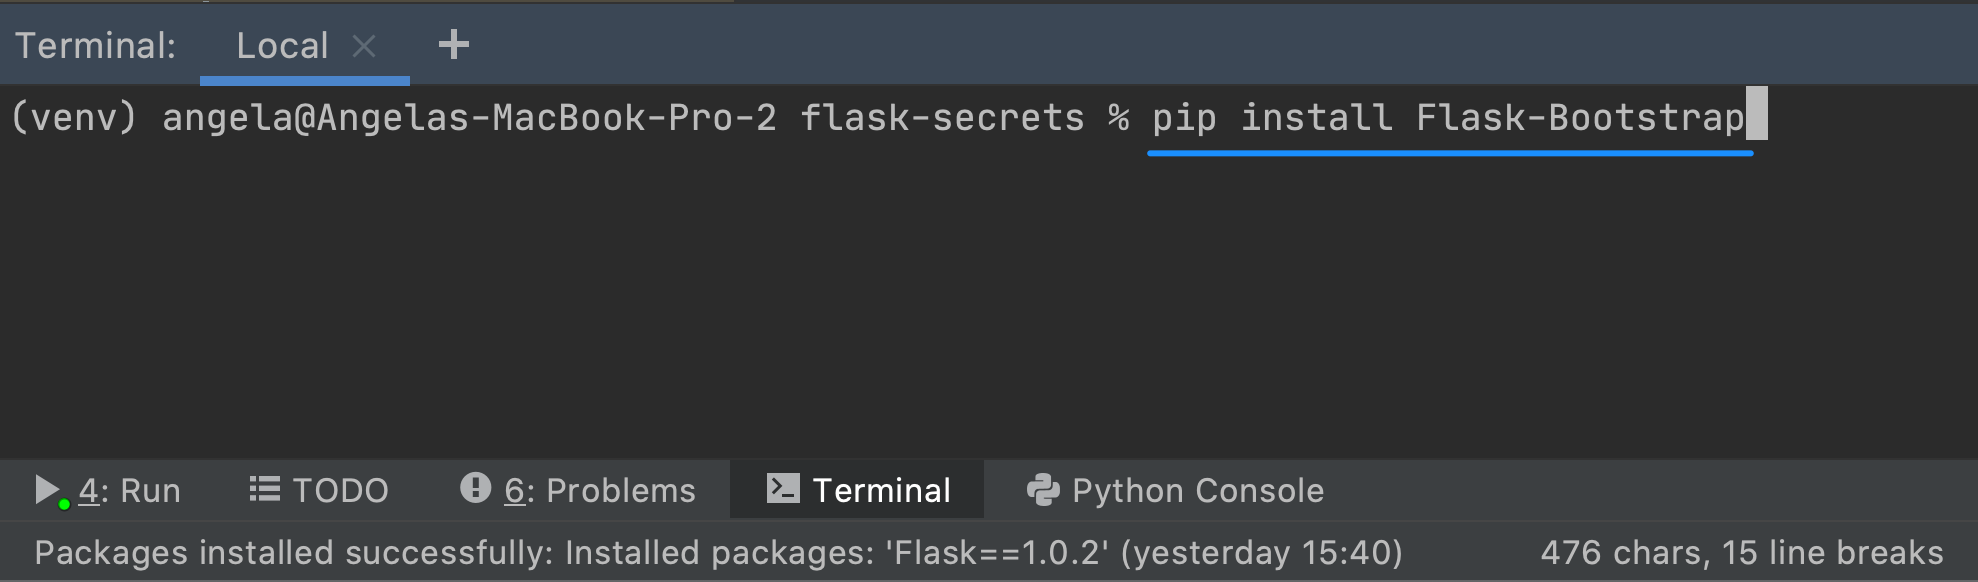 Terminal: Local × +
(venv) angela@Angelas-MacBook-Pro-2 flask-secrets % pip install Flask-Bootstrap
4: Run TODO 6: Problems Terminal Python Console
Packages installed successfully: Installed packages: 'Flask==1.0.2' (yesterday 15:40) 476 chars, 15 line breaks